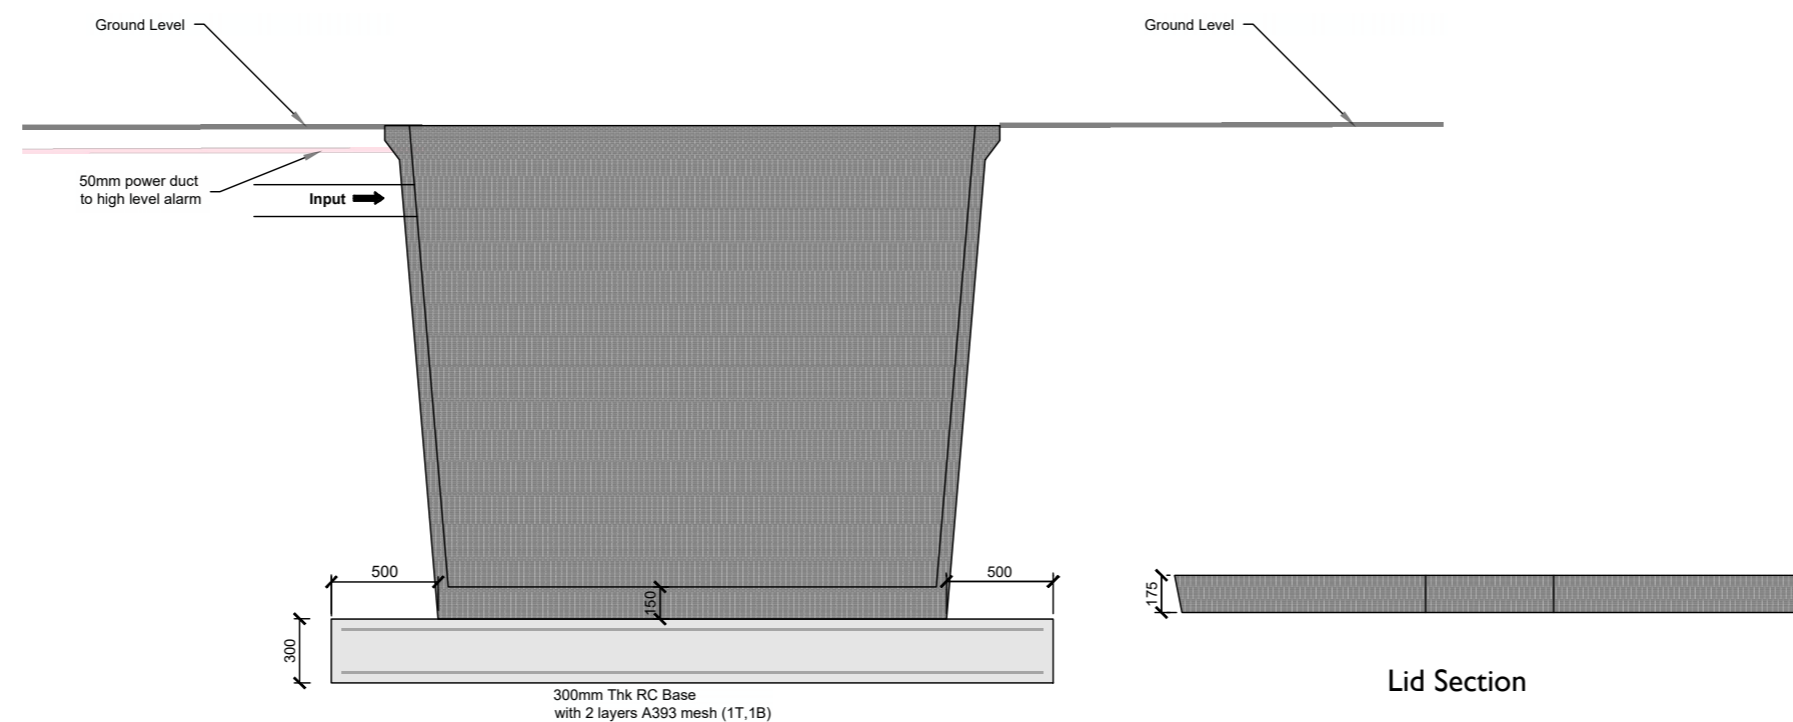 Ground Level
Ground Level
50mm power duct
to high level alarm
Input
500
500
150
175
300
300mm Thk RC Base
with 2 layers A393 mesh (1T,1B)
Lid Section